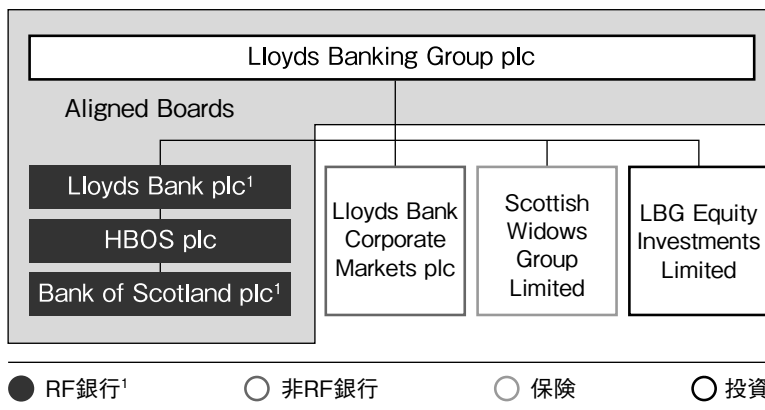 Lloyds Banking Group plc
Aligned Boards
Lloyds Bank plc¹
HBOS plc
Bank of Scotland plc¹
Lloyds Bank
Corporate
Markets plc
Scottish
Widows
Group
Limited
LBG Equity
Investments
Limited
RF銀行¹
非RF銀行
保険
投資